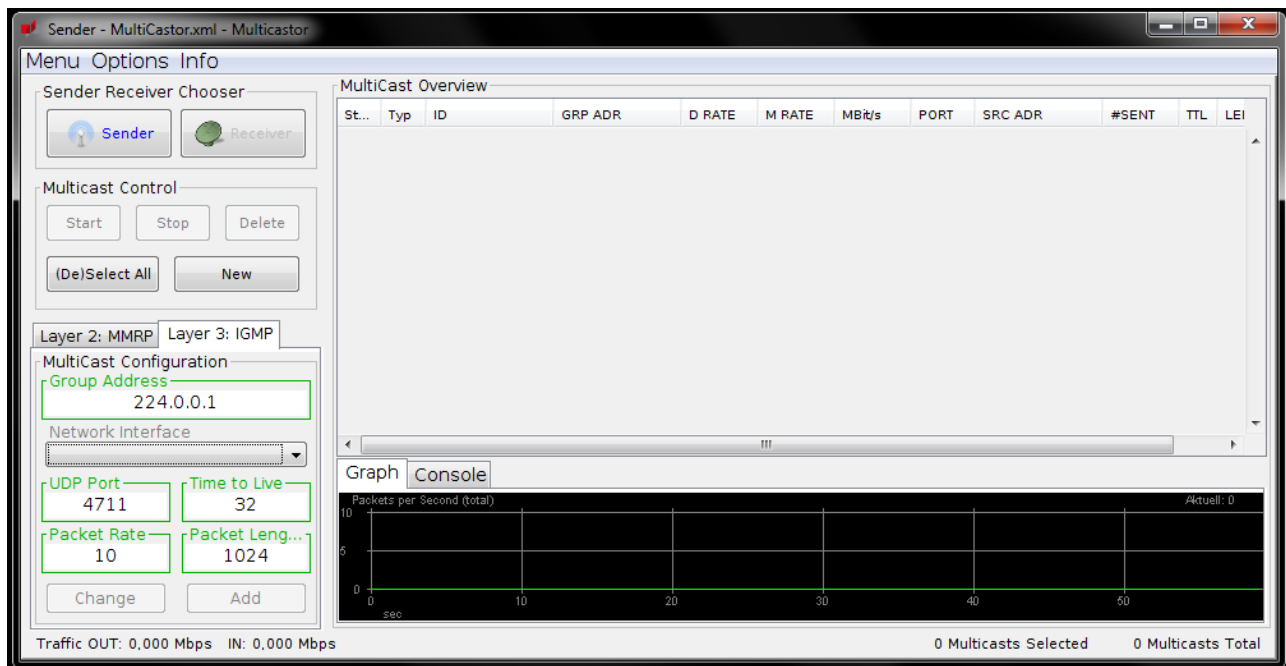 Sender - MultiCastor.xml - Multicastor
Menu Options Info
Sender Receiver Chooser
Sender Receiver
Multicast Control
Start Stop Delete
(De)Select All New
Layer 2: MMRP Layer 3: IGMP
MultiCast Configuration
Group Address
224.0.0.1
Network Interface
UDP Port Time to Live
4711 32
Packet Rate Packet Leng...
10 1024
Change Add
MultiCast Overview
St... Typ ID GRP ADR D RATE M RATE MBit/s PORT SRC ADR #SENT TTL LEI
Graph Console
Packets per Second (total) Aktuell: 0
10
5
0
0 10 20 30 40 50
sec
Traffic OUT: 0,000 Mbps IN: 0,000 Mbps 0 Multicasts Selected 0 Multicasts Total